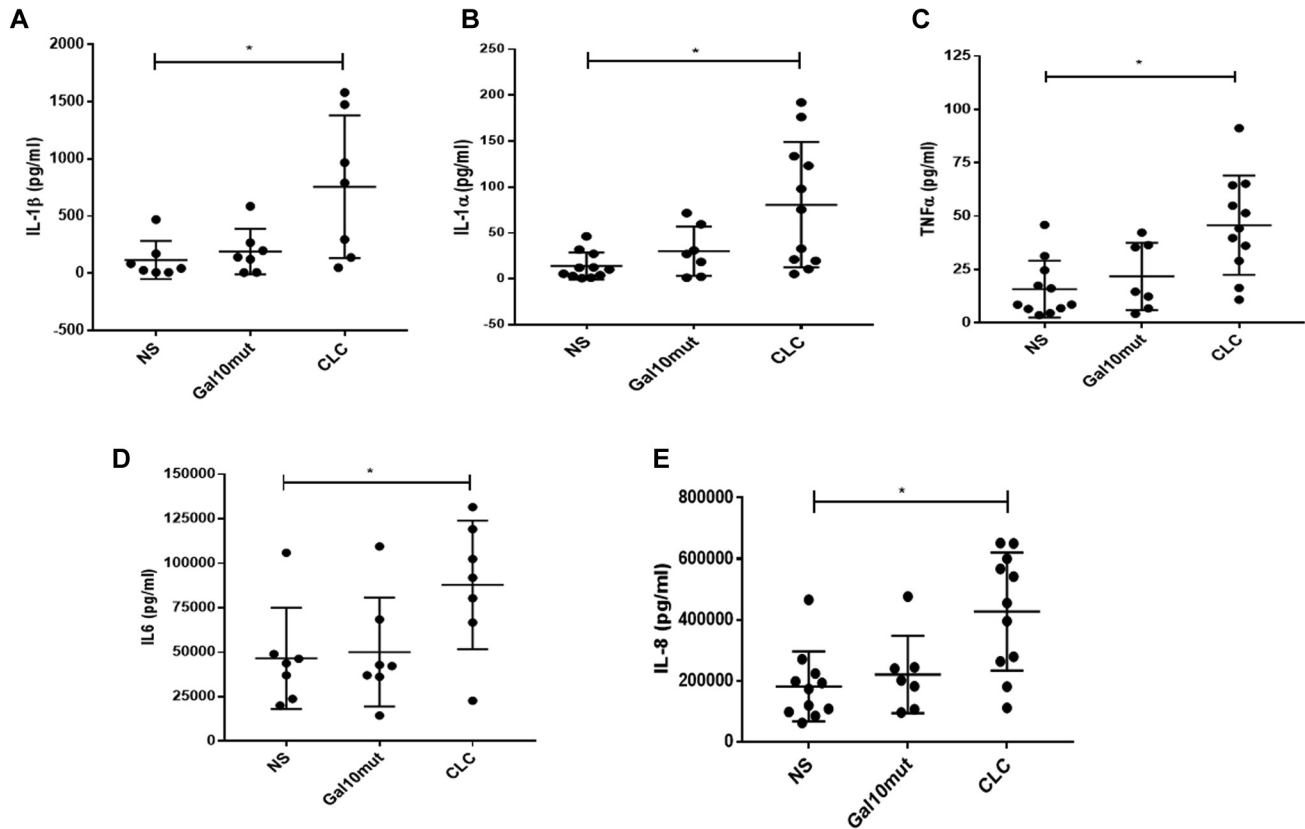 A
IL-1β (pg/ml)
2000
1500
1000
500
0
-500
*
NS
Gal10mut
CLC
B
IL-1α (pg/ml)
250
200
150
100
50
0
-50
*
NS
Gal10mut
CLC
C
TNFα (pg/ml)
125
100
75
50
25
0
*
NS
Gal10mut
CLC
D
IL6 (pg/ml)
150000
125000
100000
75000
50000
25000
0
*
NS
Gal10mut
CLC
E
IL-8 (pg/ml)
800000
600000
400000
200000
0
*
NS
Gal10mut
CLC